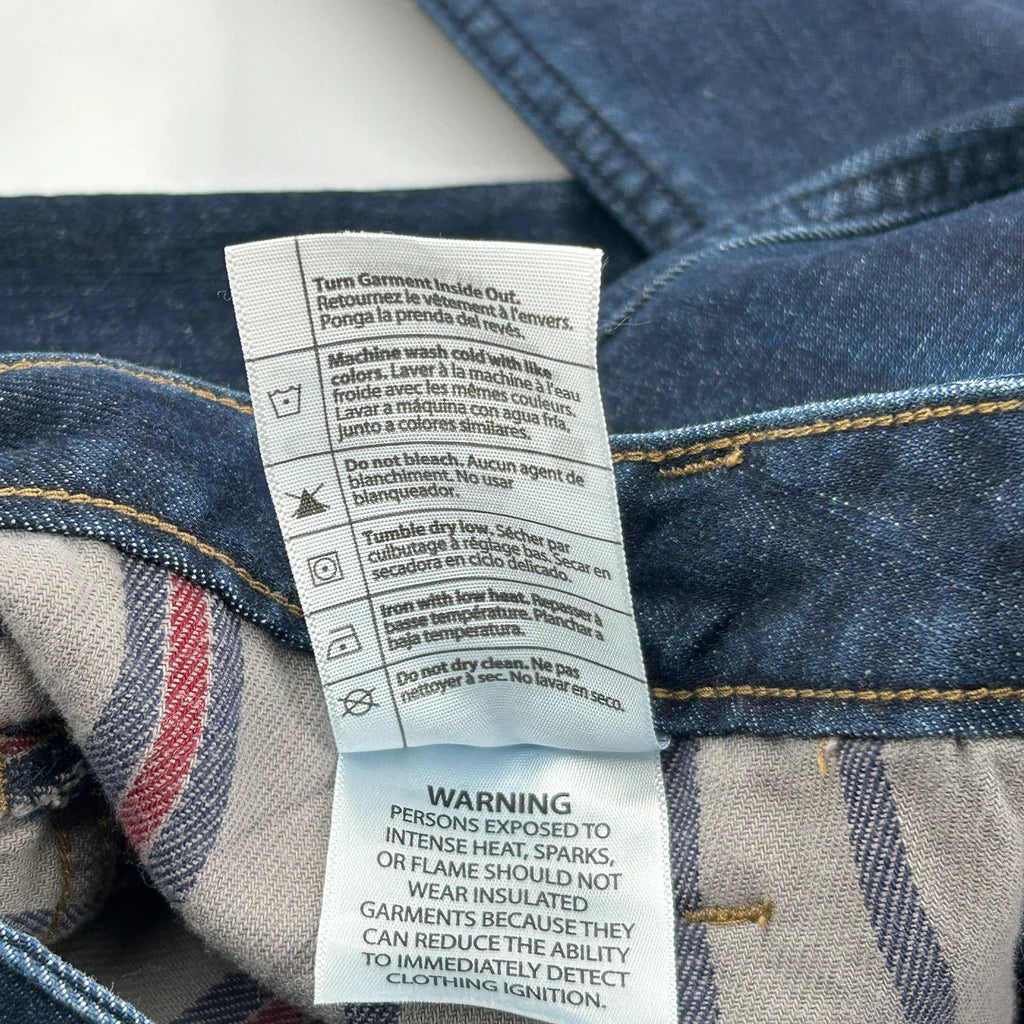 Turn Garment Inside Out.
Retournez le vêtement à l'envers.
Ponga la prenda del revés.
Machine wash cold with like
colors. Laver à la machine à l'eau
froide avec les mêmes couleurs.
Lavar a máquina con agua fría,
junto a colores similares.
Do not bleach. Aucun agent de
blanchiment. No usar
blanqueador.
Tumble dry low. Sécher par
culbutage à réglage bas. Secar en
secadora en ciclo delicado.
Iron with low heat. Repasser à
basse température. Planchar a
baja temperatura.
Do not dry clean. Ne pas
nettoyer à sec. No lavar en seco.
WARNING
PERSONS EXPOSED TO
INTENSE HEAT, SPARKS,
OR FLAME SHOULD NOT
WEAR INSULATED
GARMENTS BECAUSE THEY
CAN REDUCE THE ABILITY
TO IMMEDIATELY DETECT
CLOTHING IGNITION.